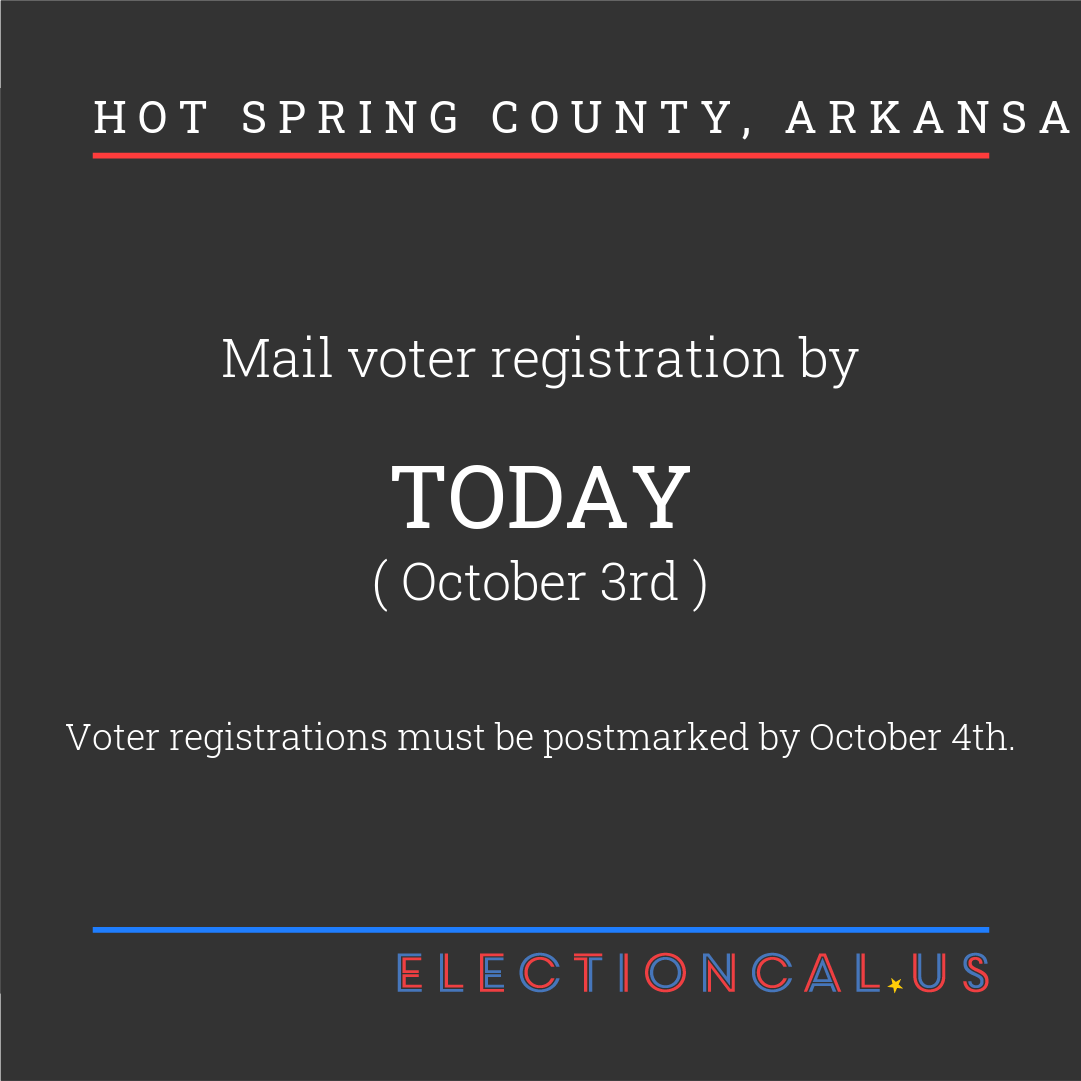 HOT SPRING COUNTY, ARKANSA
Mail voter registration by
TODAY
( October 3rd )
Voter registrations must be postmarked by October 4th.
ELECTIONCAL.US